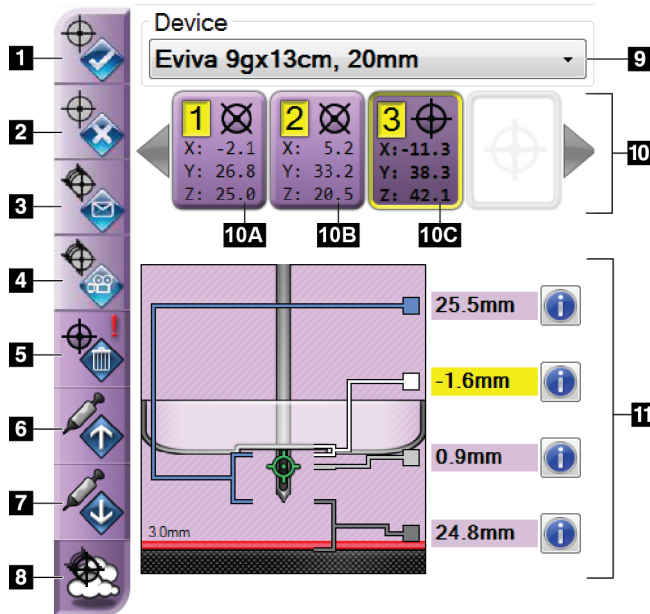 Device
1
Eviva 9gx13cm, 20mm
9
2
1
X: -2.1
Y: 26.8
Z: 25.0
2
X: 5.2
Y: 33.2
Z: 20.5
3
X:-11.3
Y: 38.3
Z: 42.1
10
3
10A
10B
10C
4
25.5mm
5
!
-1.6mm
11
6
0.9mm
7
3.0mm
24.8mm
8